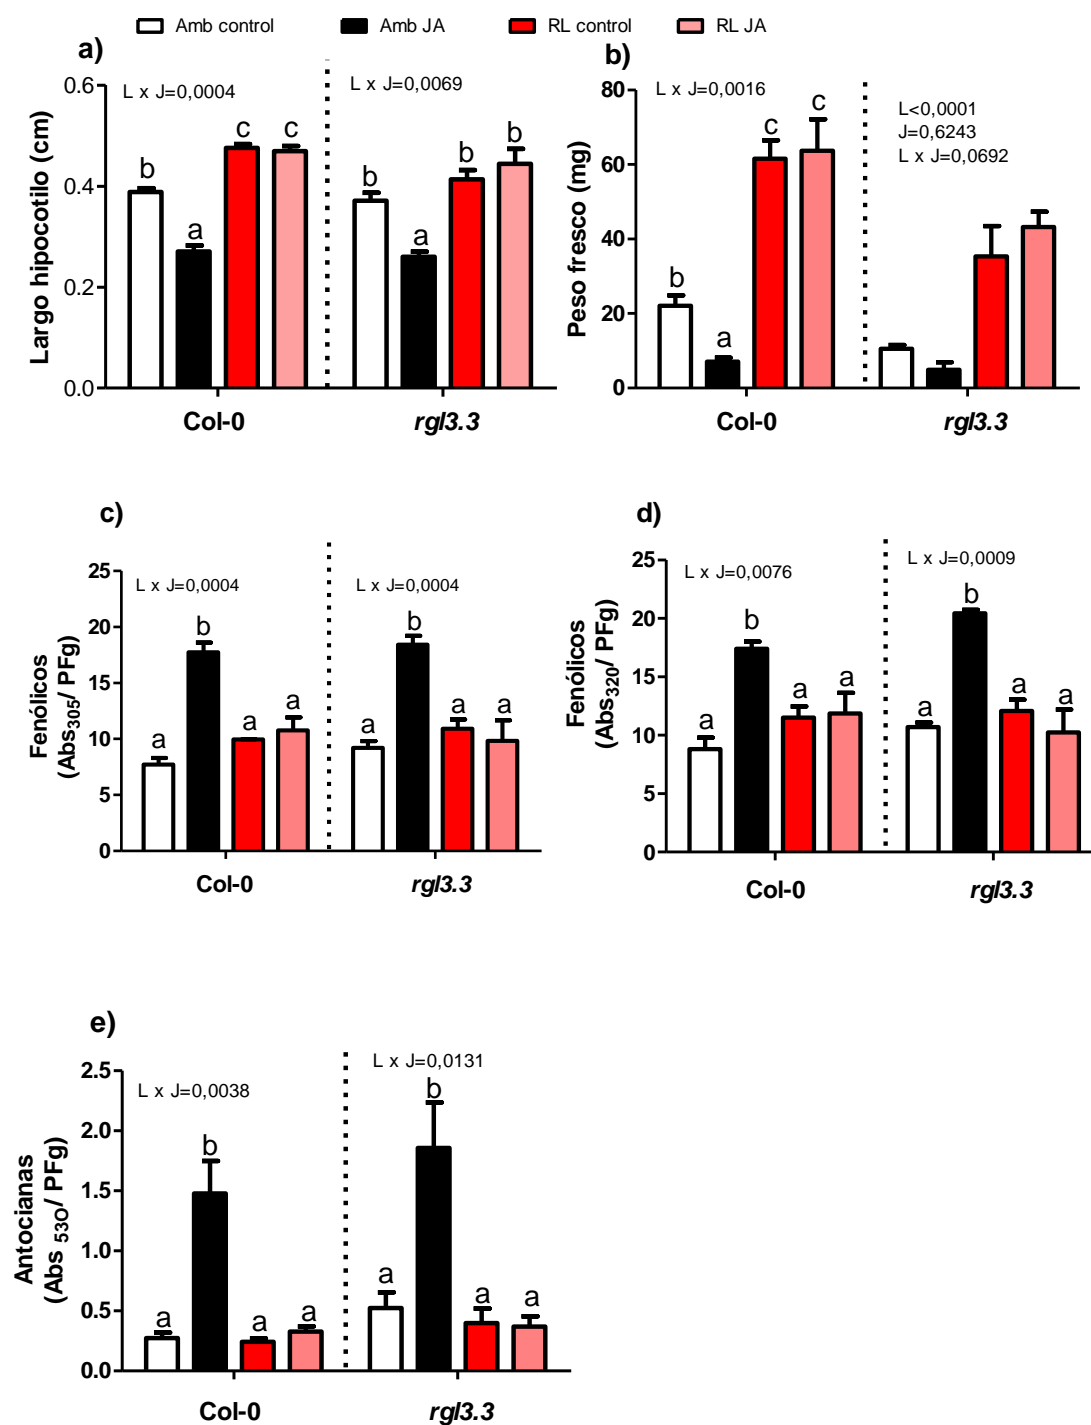 Amb control Amb JA RL control RL JA
a)
L x J=0,0004
L x J=0,0069
Largo hipocotilo (cm)
0.6
0.4
0.2
0.0
b
a
c
c
b
a
b
b
Col-0
rgl3.3
b)
L x J=0,0016
L<0,0001
J=0,6243
L x J=0,0692
Peso fresco (mg)
80
60
40
20
0
b
a
c
c
Col-0
rgl3.3
c)
L x J=0,0004
L x J=0,0004
Fenólicos
(Abs305/ PFg)
25
20
15
10
5
0
a
b
a
a
a
b
a
a
Col-0
rgl3.3
d)
L x J=0,0076
L x J=0,0009
Fenólicos
(Abs320/ PFg)
25
20
15
10
5
0
a
b
a
a
a
b
a
a
Col-0
rgl3.3
e)
L x J=0,0038
L x J=0,0131
Antocianas
(Abs 53O/ PFg)
2.5
2.0
1.5
1.0
0.5
0.0
a
b
a
a
a
b
a
a
Col-0
rgl3.3